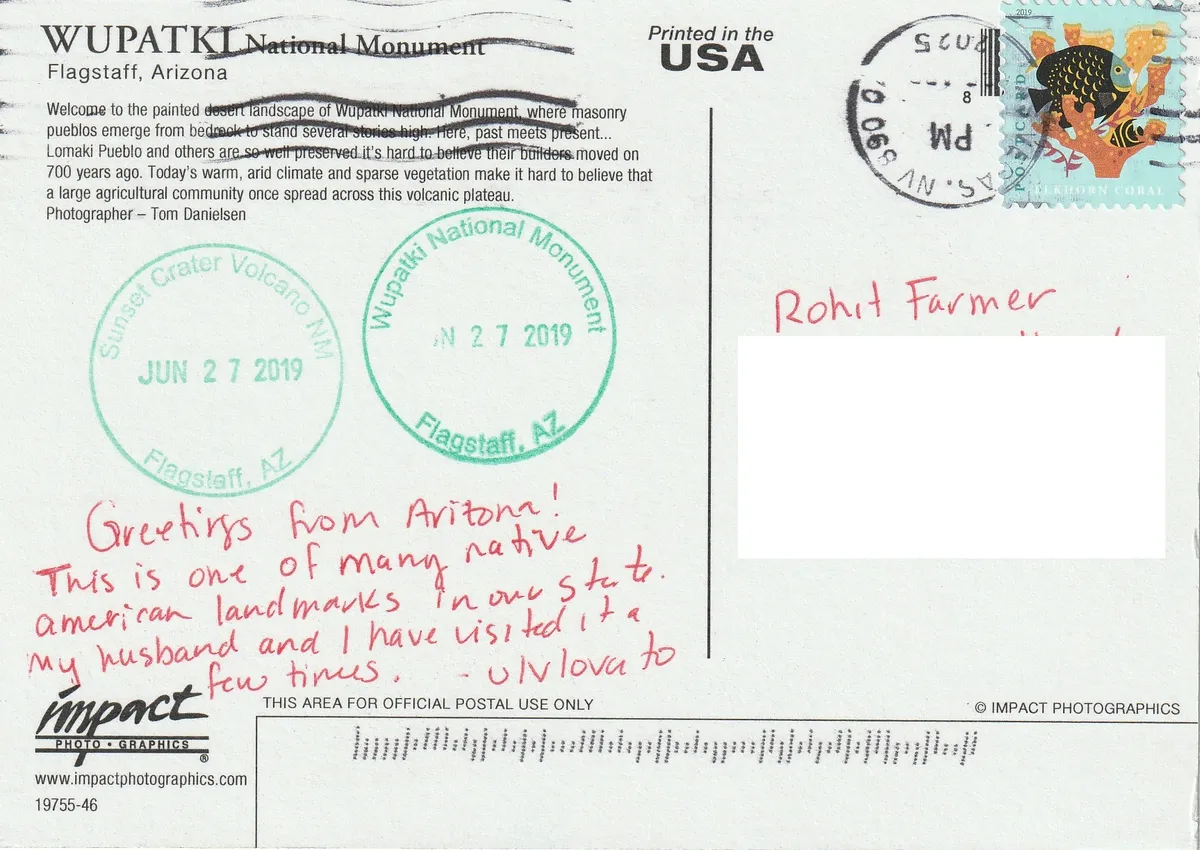 WUPATKI National Monument
Flagstaff, Arizona
Welcome to the painted desert landscape of Wupatki National Monument, where masonry
pueblos emerge from bedrock to stand several stories high. Here, past meets present...
Lomaki Pueblo and others are so well preserved it's hard to believe their builders moved on
700 years ago. Today's warm, arid climate and sparse vegetation make it hard to believe that
a large agricultural community once spread across this volcanic plateau.
Photographer – Tom Danielsen
Printed in the
USA
2025
8
PM
AS, NV 890
2019
POSTCARD
ELKHORN CORAL
Sunset Crater Volcano NM
JUN 27 2019
Flagstaff, AZ
Wupatki National Monument
N 27 2019
Flagstaff, AZ
Rohit Farmer
Greetings from Arizona!
This is one of many native
american landmarks in our state.
My husband and I have visited it a
few times. - u/vlovato
impact
PHOTO • GRAPHICS
®
www.impactphotographics.com
19755-46
THIS AREA FOR OFFICIAL POSTAL USE ONLY
© IMPACT PHOTOGRAPHICS